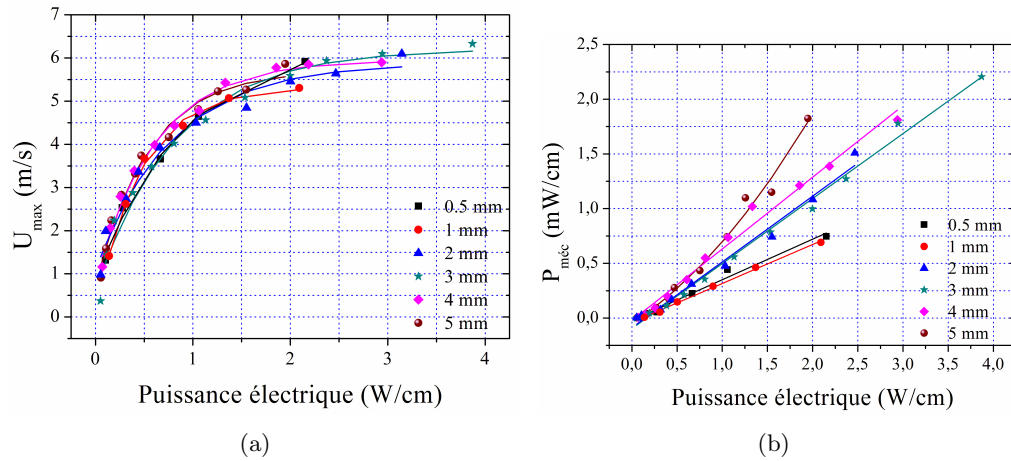 7
6
5
4
3
2
1
0
U_max (m/s)
0.5 mm
1 mm
2 mm
3 mm
4 mm
5 mm
0
1
2
3
4
Puissance électrique (W/cm)
(a)
2,5
2,0
1,5
1,0
0,5
0,0
P_méc (mW/cm)
0.5 mm
1 mm
2 mm
3 mm
4 mm
5 mm
0,0
0,5
1,0
1,5
2,0
2,5
3,0
3,5
4,0
Puissance électrique (W/cm)
(b)